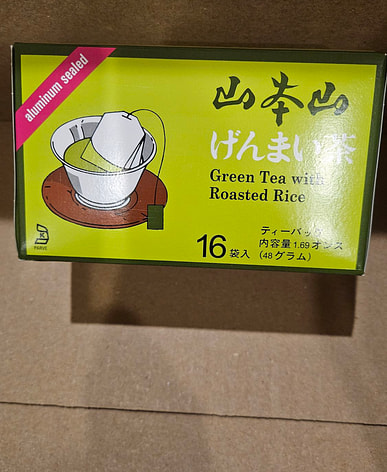 aluminum sealed
山本山
げんまい茶
Green Tea with
Roasted Rice
16袋入
ティーバッグ
内容量1.69オンス
(48グラム)
K
PARVE